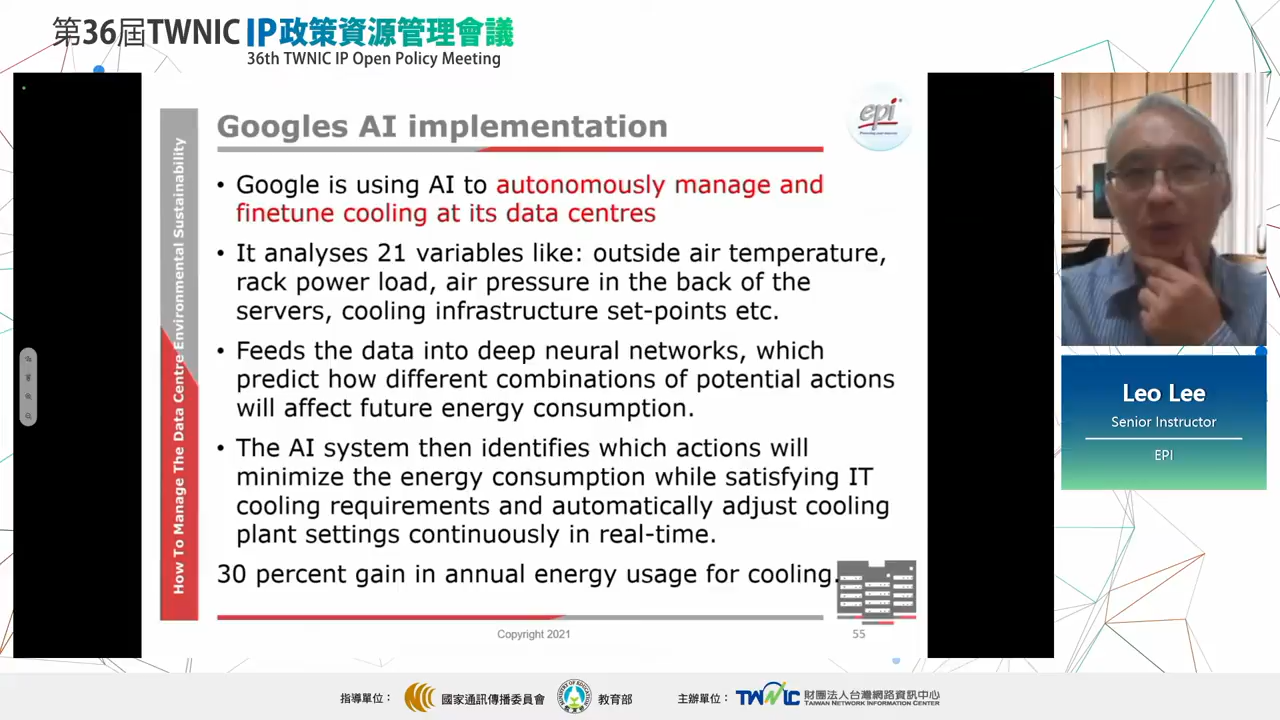 第36屆TWNIC IP政策資源管理會議
36th TWNIC IP Open Policy Meeting
How To Manage The Data Centre Environmental Sustainability
Googles AI implementation
epi
• Google is using AI to autonomously manage and
finetune cooling at its data centres
• It analyses 21 variables like: outside air temperature,
rack power load, air pressure in the back of the
servers, cooling infrastructure set-points etc.
• Feeds the data into deep neural networks, which
predict how different combinations of potential actions
will affect future energy consumption.
• The AI system then identifies which actions will
minimize the energy consumption while satisfying IT
cooling requirements and automatically adjust cooling
plant settings continuously in real-time.
30 percent gain in annual energy usage for cooling.
Copyright 2021
55
Leo Lee
Senior Instructor
EPI
指導單位：
國家通訊傳播委員會
教育部
主辦單位：
TWNIC
財團法人台灣網路資訊中心
TAIWAN NETWORK INFORMATION CENTER